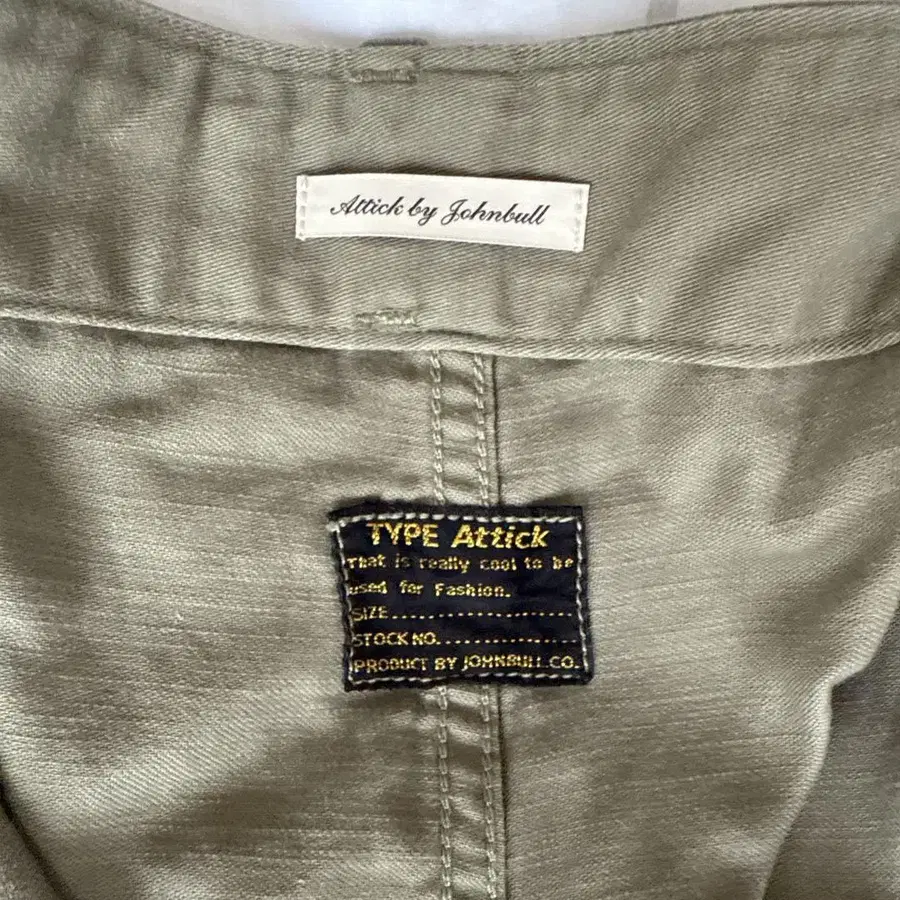 Attick by Johnbull
TYPE Attick
That is really cool to be
used for Fashion.
SIZE......................
STOCK NO..................
PRODUCT BY JOHNBULL CO.